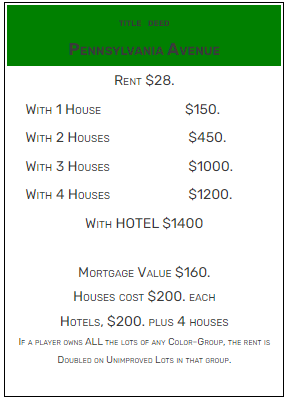 Title Deed
Pennsylvania Avenue
Rent $28.
With 1 House $150.
With 2 Houses $450.
With 3 Houses $1000.
With 4 Houses $1200.
With HOTEL $1400
Mortgage Value $160.
Houses cost $200. each
Hotels, $200. plus 4 houses
If a player owns ALL the lots of any Color-Group, the rent is
Doubled on Unimproved Lots in that group.